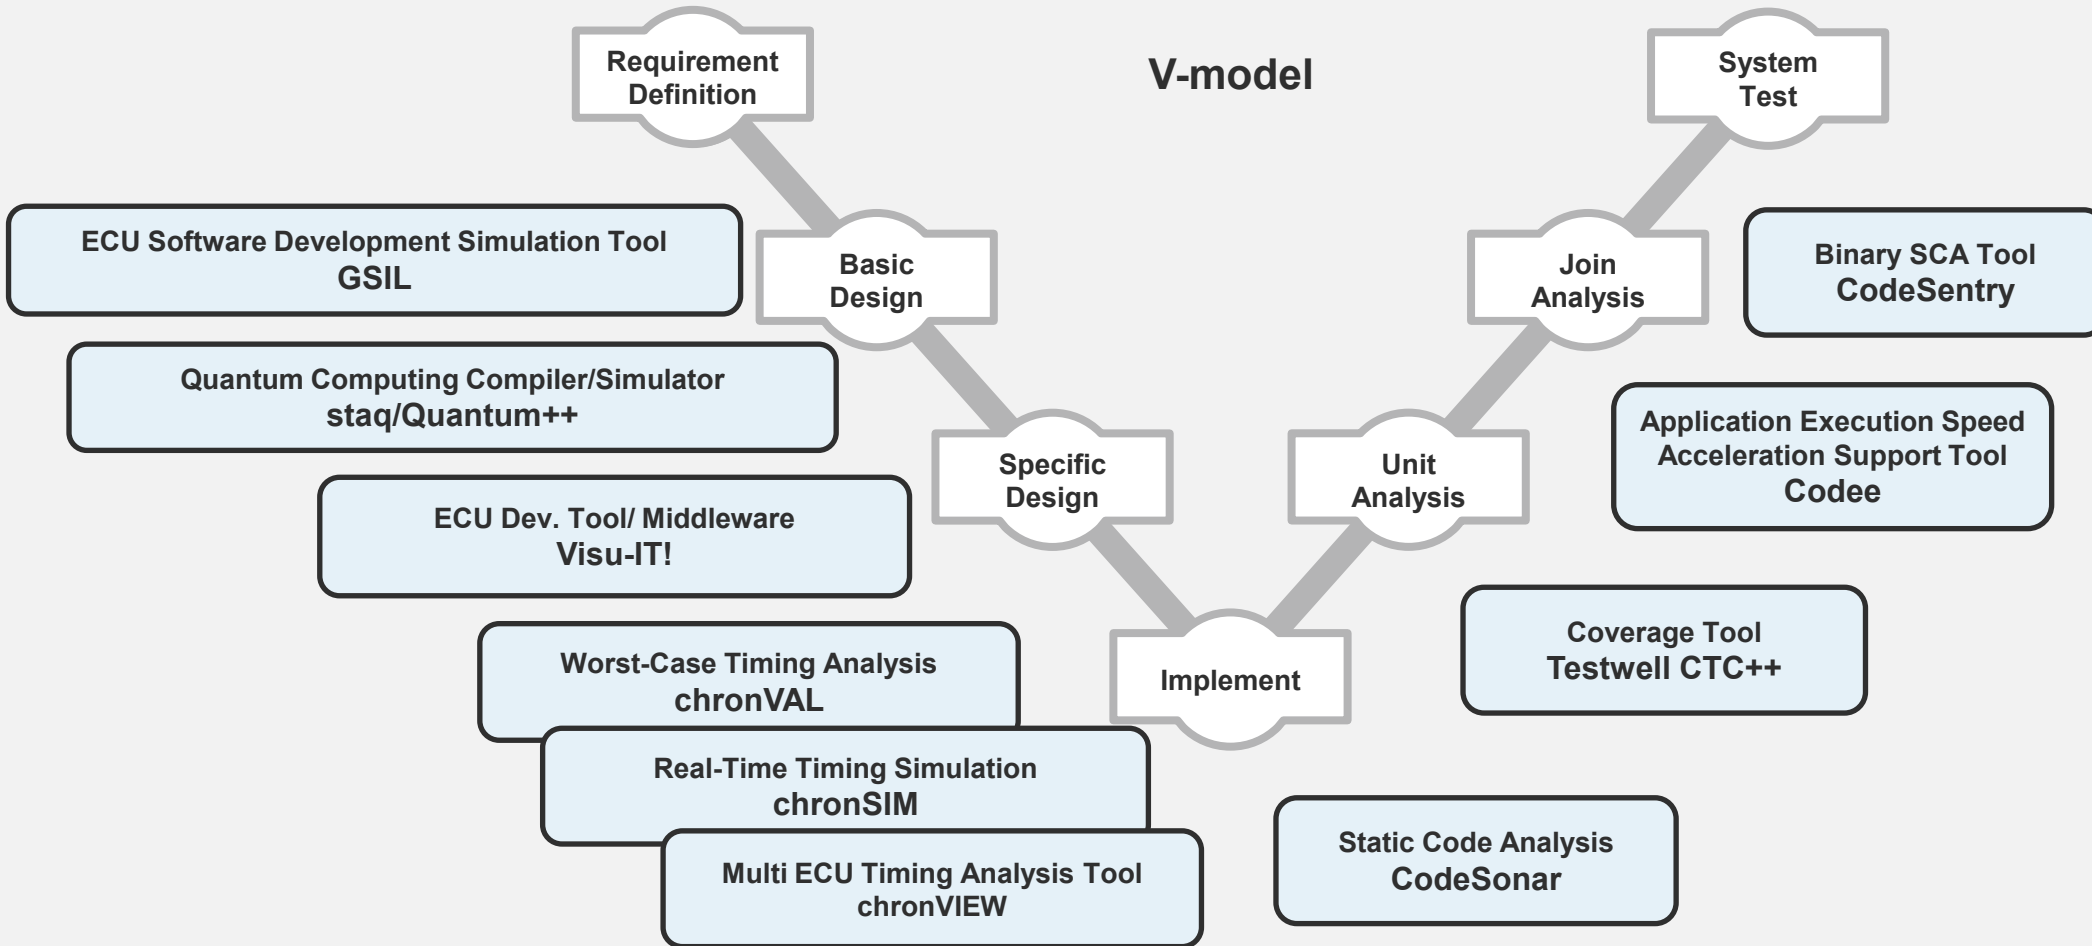 V-model
Requirement
Definition
System
Test
ECU Software Development Simulation Tool
GSIL
Basic
Design
Join
Analysis
Binary SCA Tool
CodeSentry
Quantum Computing Compiler/Simulator
staq/Quantum++
Specific
Design
Unit
Analysis
Application Execution Speed
Acceleration Support Tool
Codee
ECU Dev. Tool/ Middleware
Visu-IT!
Worst-Case Timing Analysis
chronVAL
Implement
Coverage Tool
Testwell CTC++
Real-Time Timing Simulation
chronSIM
Multi ECU Timing Analysis Tool
chronVIEW
Static Code Analysis
CodeSonar